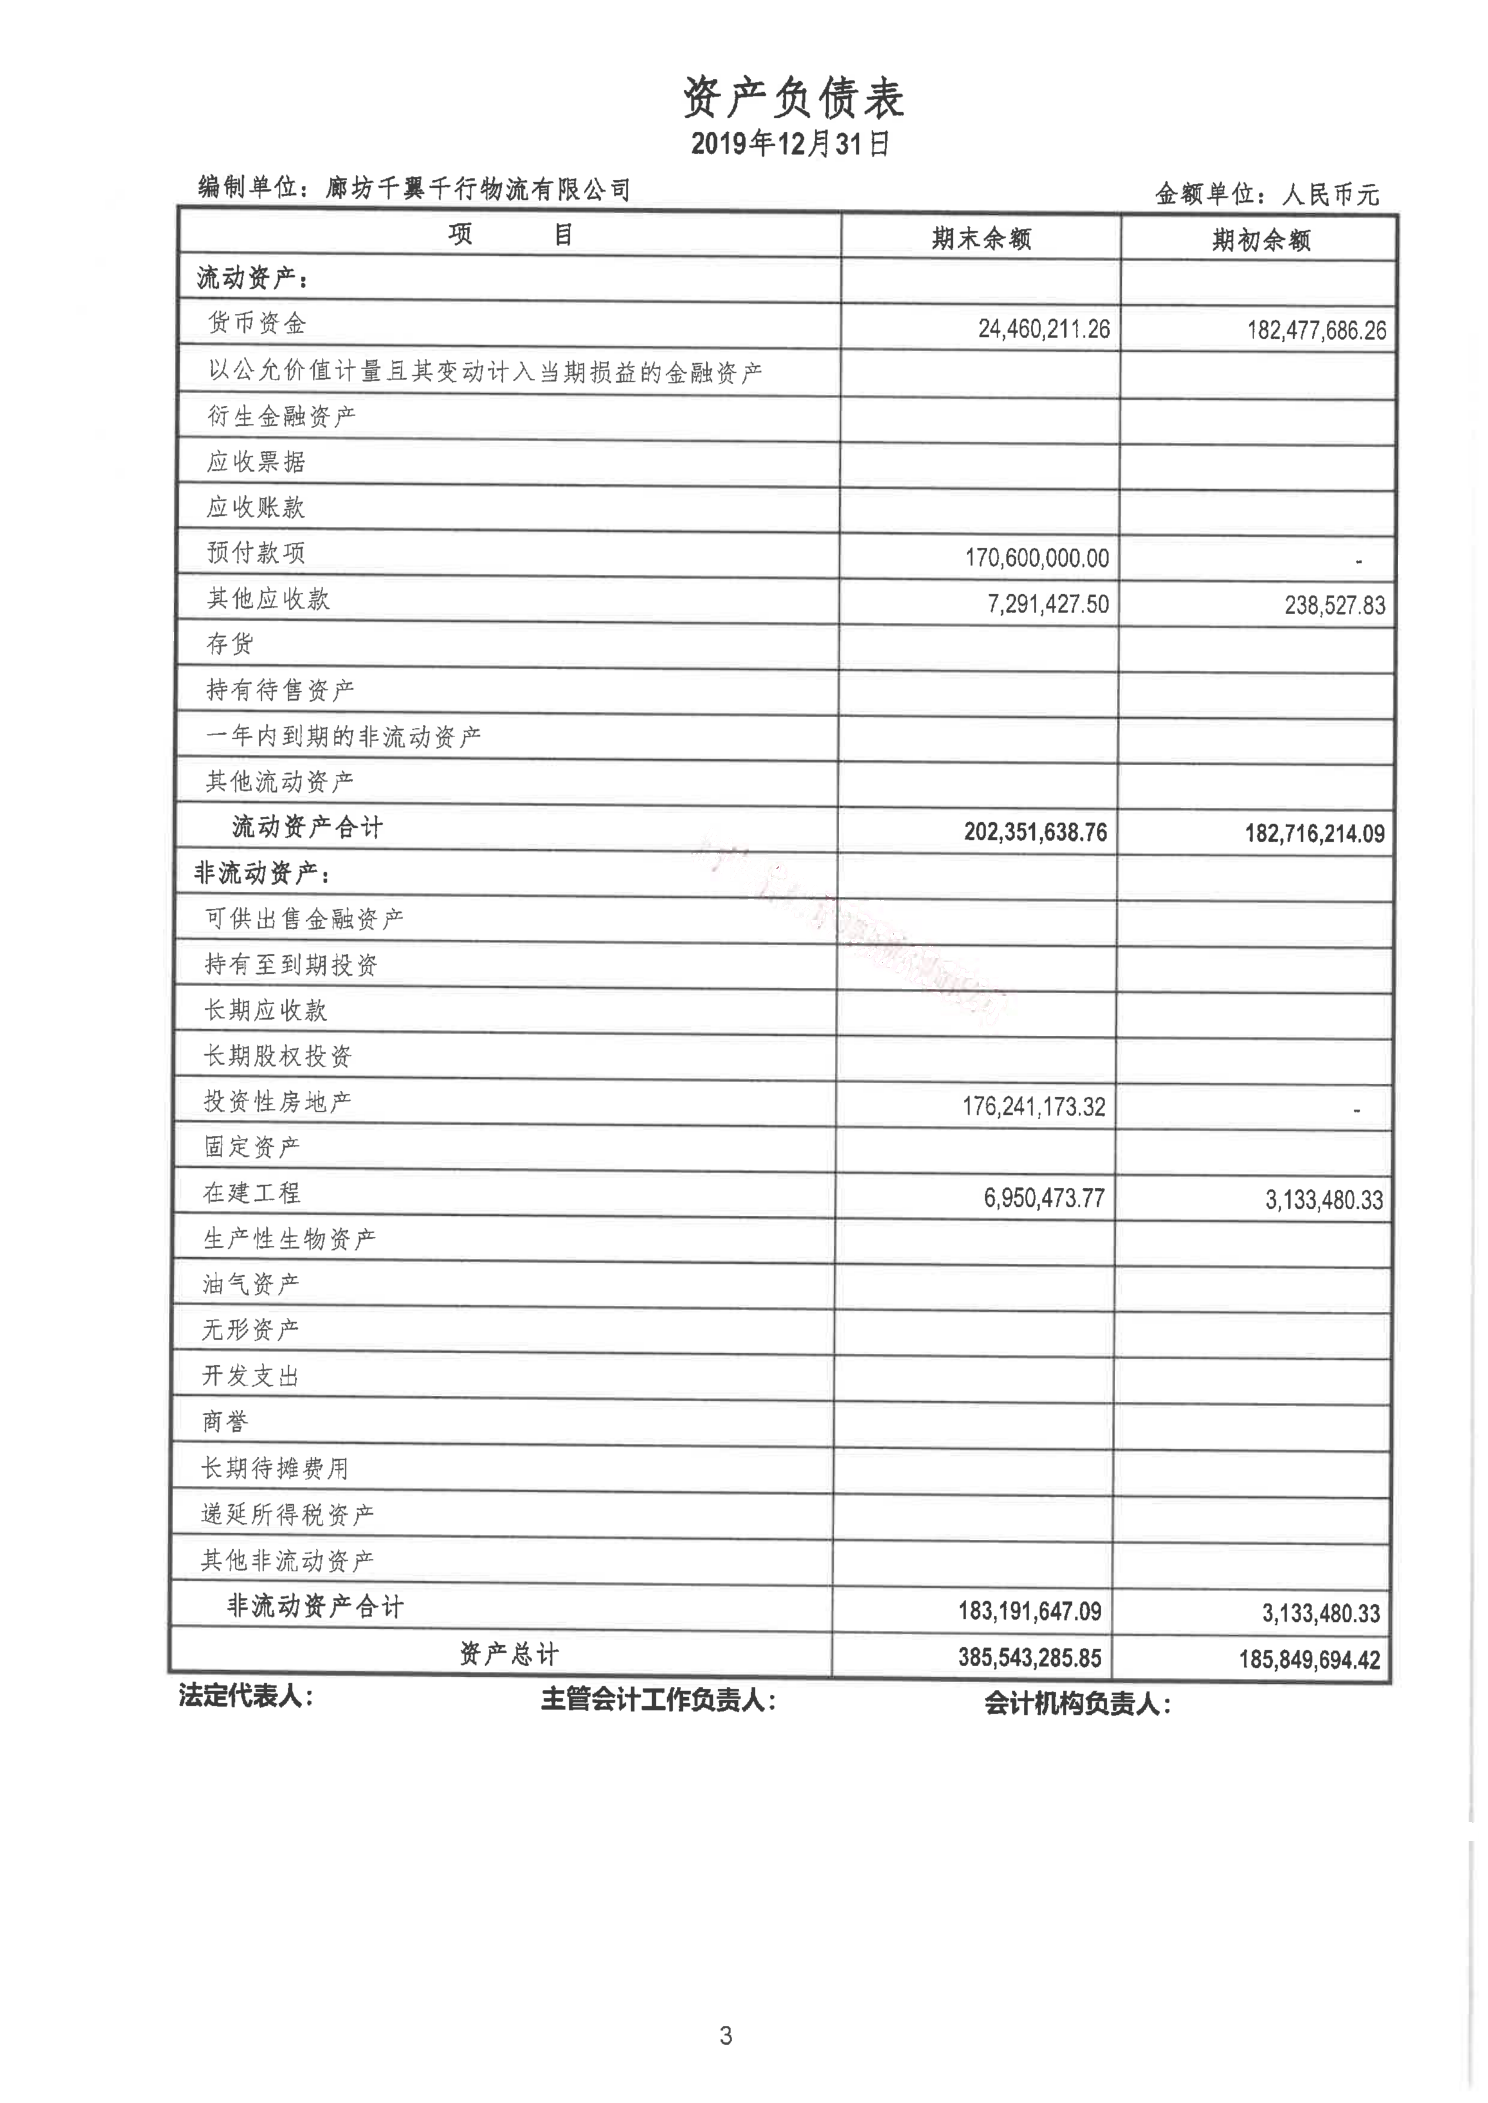 资产负债表
2019年12月31日
编制单位：廊坊千翼千行物流有限公司 金额单位：人民币元
项 目 期末余额 期初余额
流动资产：
货币资金 24,460,211.26 182,477,686.26
以公允价值计量且其变动计入当期损益的金融资产
衍生金融资产
应收票据
应收账款
预付款项 170,600,000.00 -
其他应收款 7,291,427.50 238,527.83
存货
持有待售资产
一年内到期的非流动资产
其他流动资产
流动资产合计 202,351,638.76 182,716,214.09
非流动资产：
可供出售金融资产
持有至到期投资
长期应收款
长期股权投资
投资性房地产 176,241,173.32 -
固定资产
在建工程 6,950,473.77 3,133,480.33
生产性生物资产
油气资产
无形资产
开发支出
商誉
长期待摊费用
递延所得税资产
其他非流动资产
非流动资产合计 183,191,647.09 3,133,480.33
资产总计 385,543,285.85 185,849,694.42
法定代表人： 主管会计工作负责人： 会计机构负责人：
3